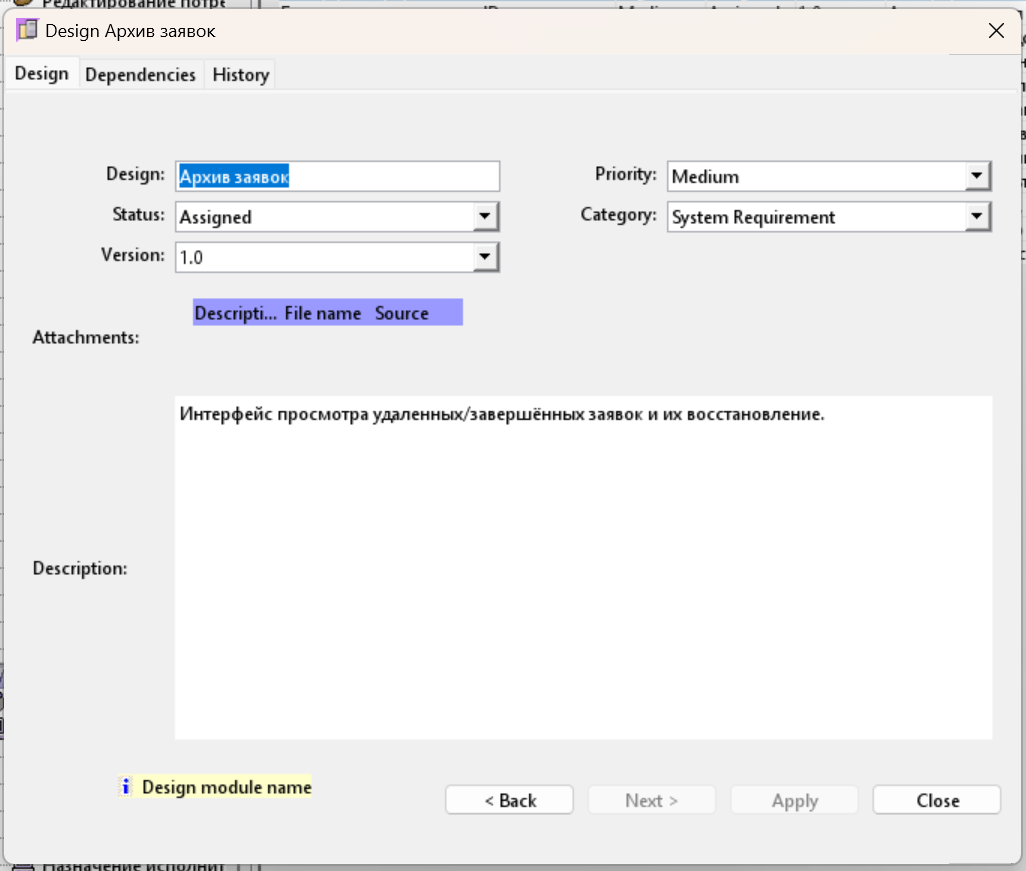 Design Архив заявок
Design Dependencies History
Design: Архив заявок Priority: Medium
Status: Assigned Category: System Requirement
Version: 1.0
Descripti... File name Source
Attachments:
Интерфейс просмотра удаленных/завершённых заявок и их восстановление.
Description:
i Design module name
< Back Next > Apply Close